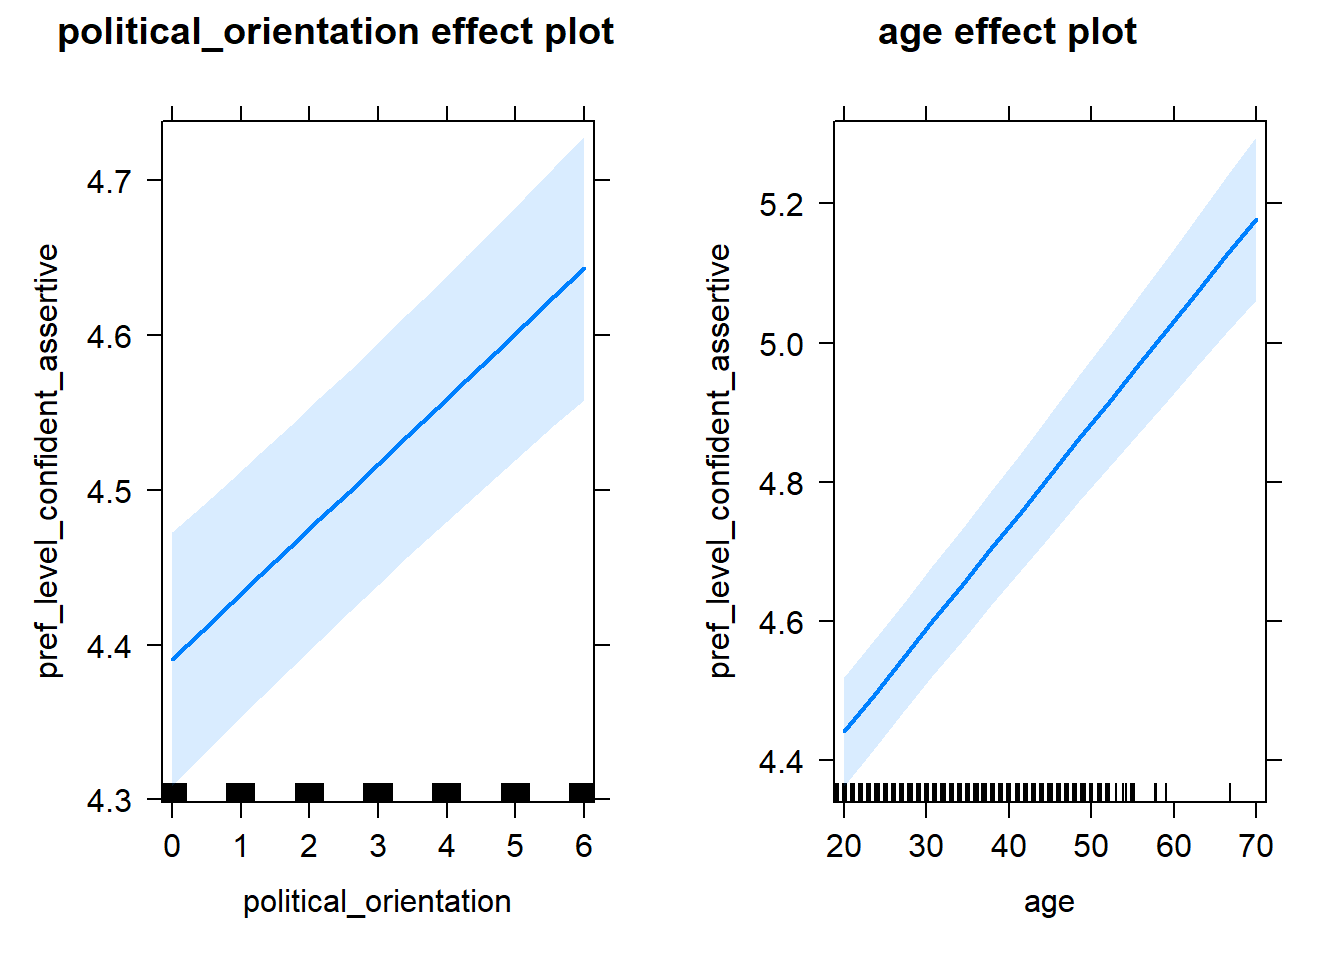 political_orientation effect plot
pref_level_confident_assertive
4.7
4.6
4.5
4.4
4.3
0 1 2 3 4 5 6
political_orientation
age effect plot
pref_level_confident_assertive
5.2
5.0
4.8
4.6
4.4
20 30 40 50 60 70
age